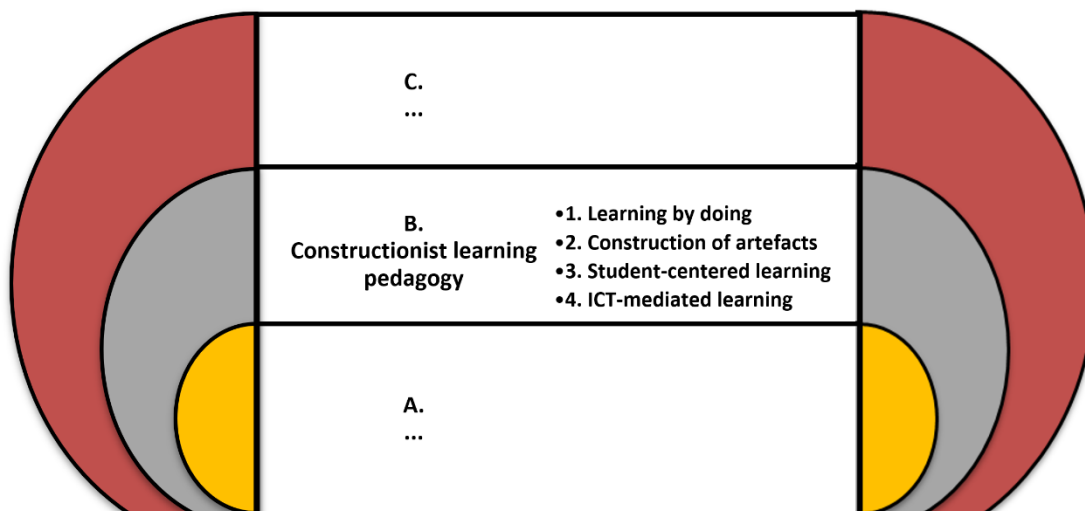 C.
...
B.
Constructionist learning
pedagogy
•1. Learning by doing
•2. Construction of artefacts
•3. Student-centered learning
•4. ICT-mediated learning
A.
...